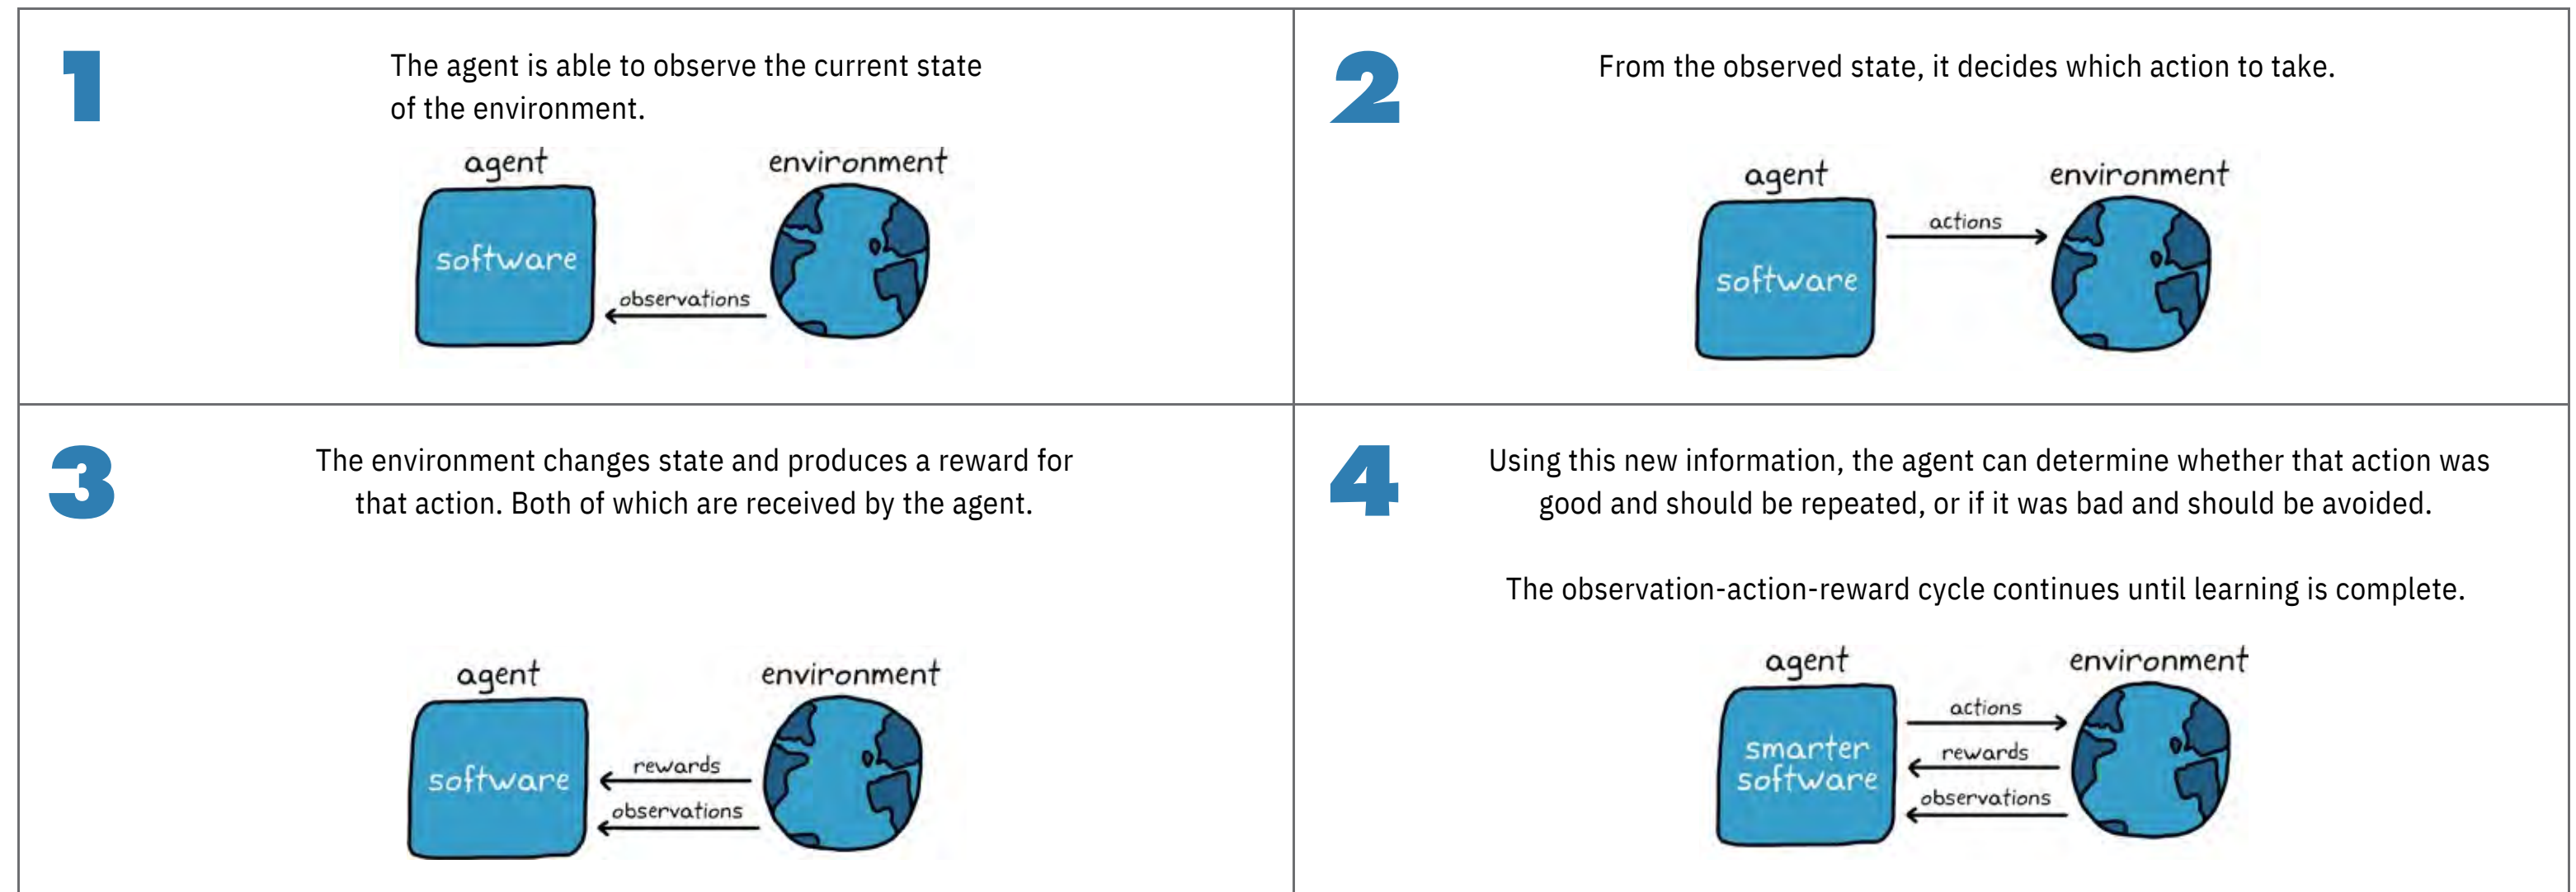 1
The agent is able to observe the current state
of the environment.
agent
environment
software
observations
2
From the observed state, it decides which action to take.
agent
environment
actions
software
3
The environment changes state and produces a reward for
that action. Both of which are received by the agent.
agent
environment
software
rewards
observations
4
Using this new information, the agent can determine whether that action was
good and should be repeated, or if it was bad and should be avoided.
The observation-action-reward cycle continues until learning is complete.
agent
environment
actions
smarter
software
rewards
observations